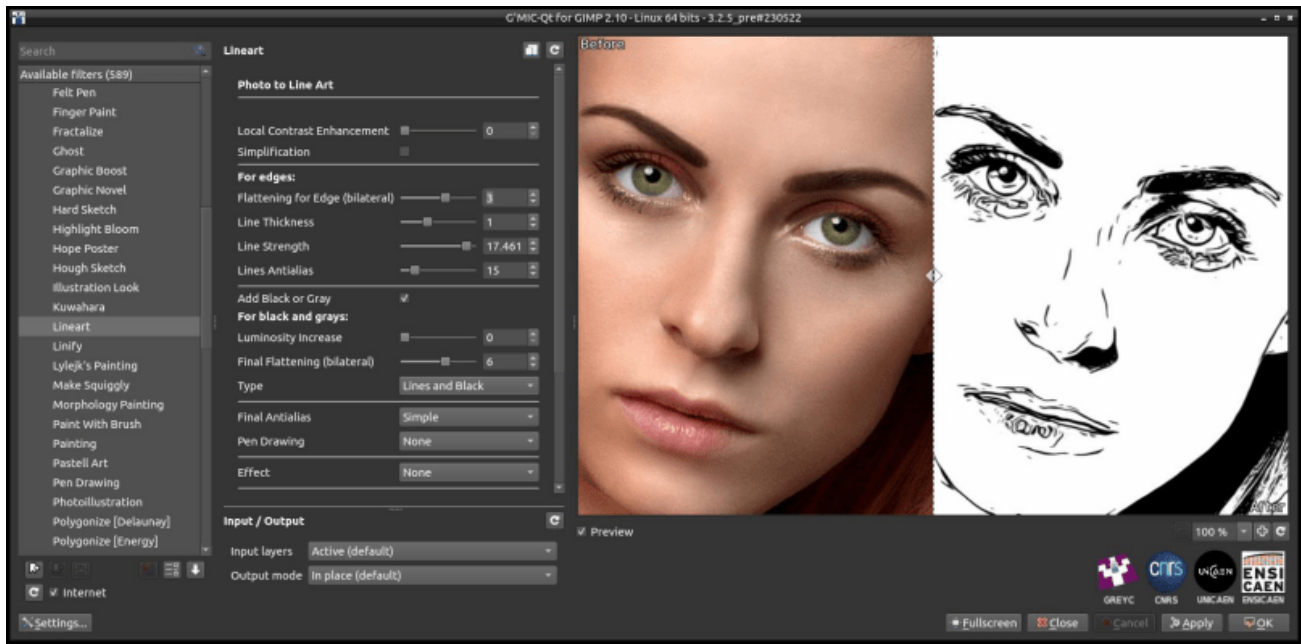 G'MIC-Qt for GIMP 2.10 - Linux 64 bits - 3.2.5_pre#230522
Search
Available filters (589)
Felt Pen
Finger Paint
Fractalize
Ghost
Graphic Boost
Graphic Novel
Hard Sketch
Highlight Bloom
Hope Poster
Hough Sketch
Illustration Look
Kuwahara
Lineart
Linify
Lylejk's Painting
Make Squiggly
Morphology Painting
Paint With Brush
Painting
Pastell Art
Pen Drawing
Photoillustration
Polygonize [Delaunay]
Polygonize [Energy]
Internet
Settings...
Lineart
Photo to Line Art
Local Contrast Enhancement 0
Simplification
For edges:
Flattening for Edge (bilateral) 3
Line Thickness 1
Line Strength 17.461
Lines Antialias 15
Add Black or Gray
For black and grays:
Luminosity Increase 0
Final Flattening (bilateral) 6
Type Lines and Black
Final Antialias Simple
Pen Drawing None
Effect None
Input / Output
Input layers Active (default)
Output mode In place (default)
Before
After
Preview
100 %
GREYC
CNRS
CNRS
UNICAEN
UNICAEN
ENSI
CAEN
ENSICAEN
Fullscreen
Close
Cancel
Apply
OK